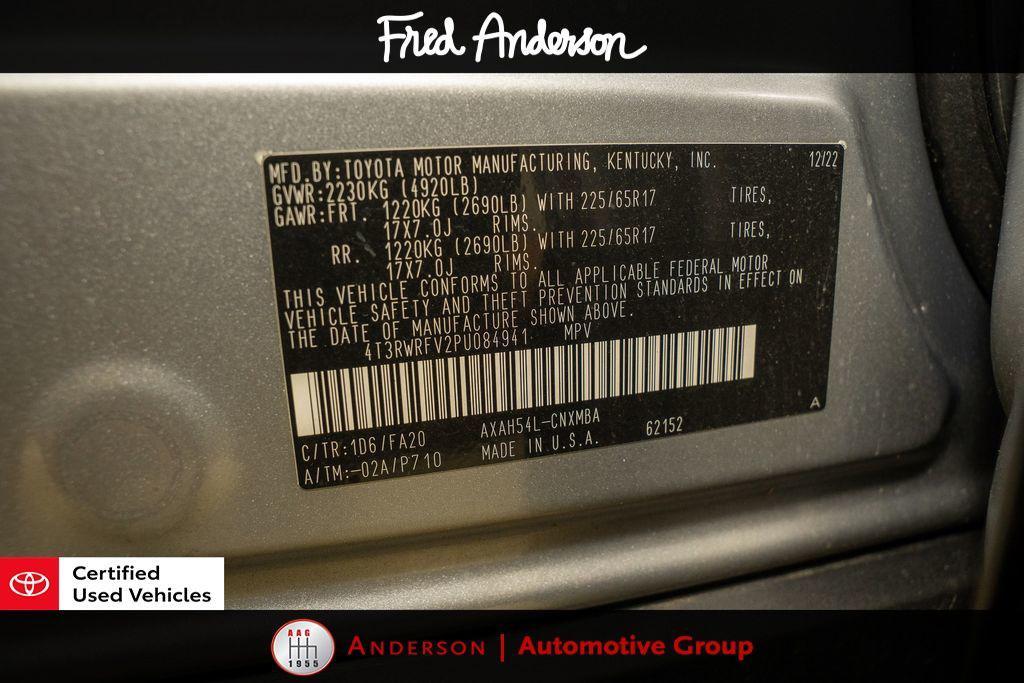 Fred Anderson
MFD. BY: TOYOTA MOTOR MANUFACTURING, KENTUCKY, INC. 12/22
GVWR: 2230KG (4920LB)
GAWR: FRT. 1220KG (2690LB) WITH 225/65R17 TIRES,
17X7.0J RIMS.
RR. 1220KG (2690LB) WITH 225/65R17 TIRES,
17X7.0J RIMS.
THIS VEHICLE CONFORMS TO ALL APPLICABLE FEDERAL MOTOR
VEHICLE SAFETY AND THEFT PREVENTION STANDARDS IN EFFECT ON
THE DATE OF MANUFACTURE SHOWN ABOVE.
4T3RWRFV2PU084941 MPV
A
C/TR:1D6/FA20 AXAH54L-CNXMBA 62152
A/TM:-02A/P710 MADE IN U.S.A.
Certified
Used Vehicles
AAG
1955
ANDERSON | Automotive Group